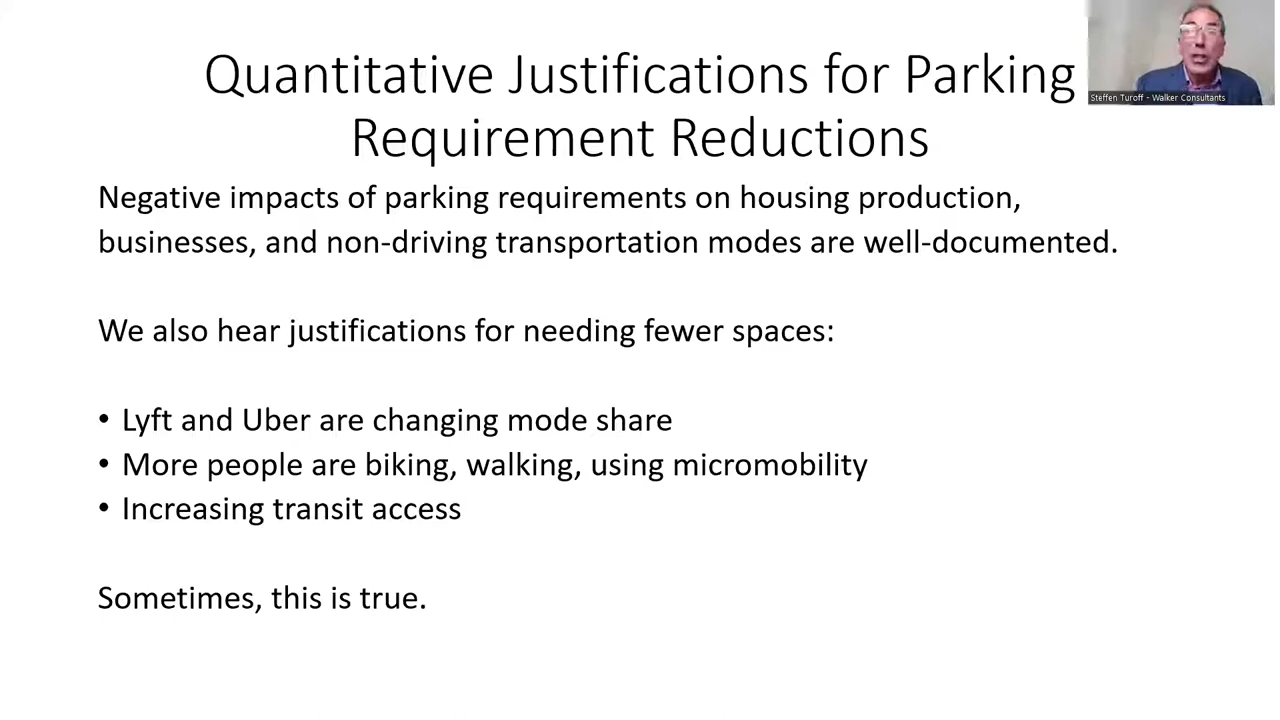 Quantitative Justifications for Parking
Requirement Reductions
Steffen Turoff - Walker Consultants
Negative impacts of parking requirements on housing production,
businesses, and non-driving transportation modes are well-documented.
We also hear justifications for needing fewer spaces:
• Lyft and Uber are changing mode share
• More people are biking, walking, using micromobility
• Increasing transit access
Sometimes, this is true.